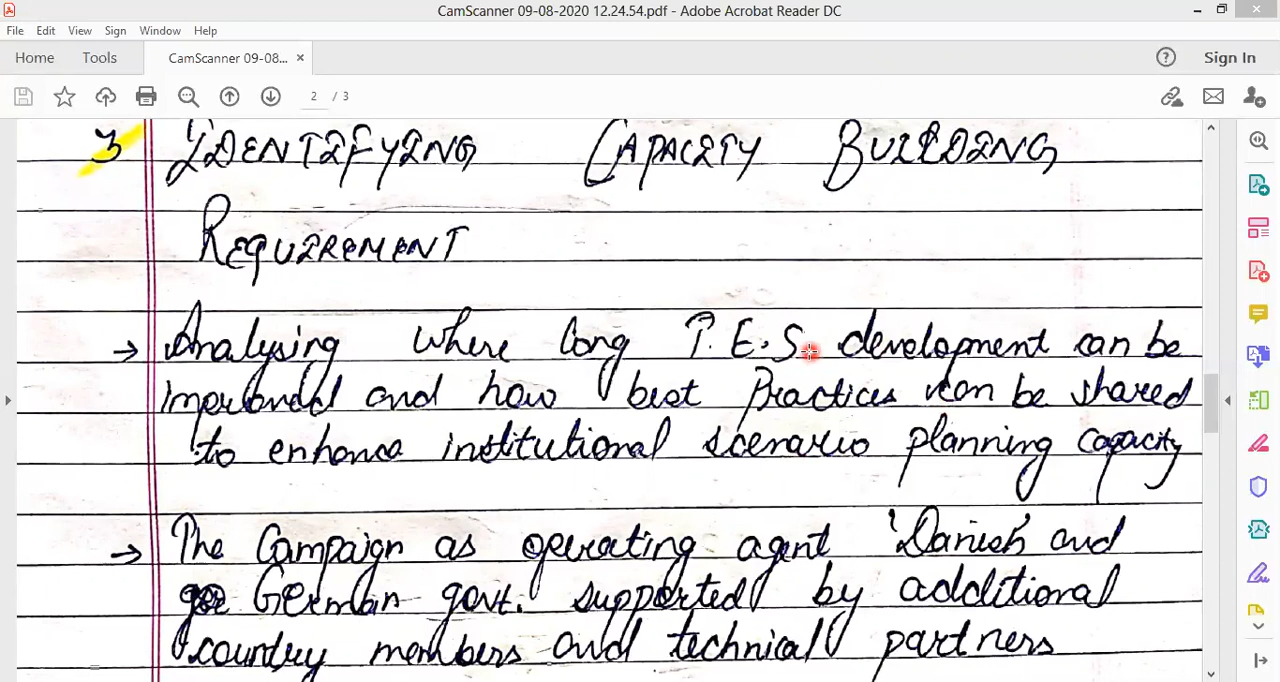 CamScanner 09-08-2020 12.24.54.pdf - Adobe Acrobat Reader DC
File Edit View Sign Window Help
Home Tools CamScanner 09-08... × Sign In
2 / 3
3 IDENTIFYING CAPACITY BUILDING
REQUIREMENT
→ Analysing where long T.E.S. development can be
and how best Practices can be shared
to enhance institutional scenario planning capacity
→ The Campaign as operating agent 'Danish' and
German govt. supported by additional
country members and technical partners